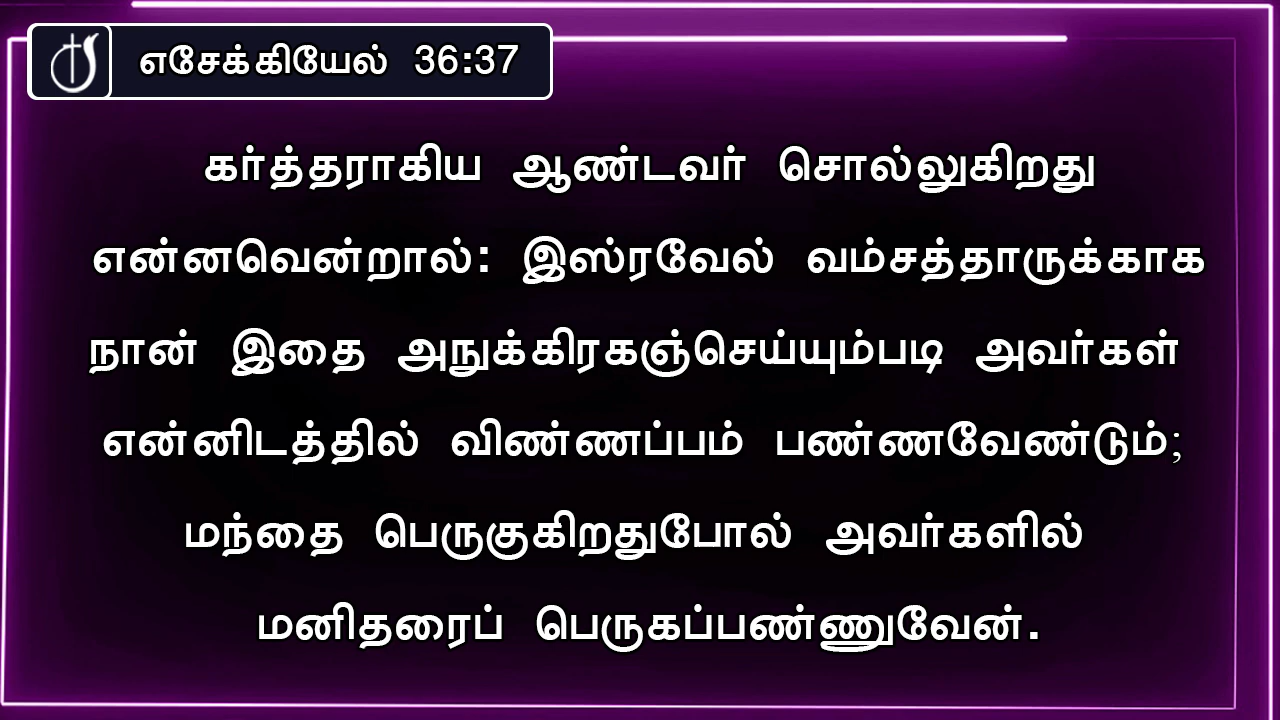 எசேக்கியேல் 36:37
கர்த்தராகிய ஆண்டவர் சொல்லுகிறது
என்னவென்றால்: இஸ்ரவேல் வம்சத்தாருக்காக
நான் இதை அநுக்கிரகஞ்செய்யும்படி அவர்கள்
என்னிடத்தில் விண்ணப்பம் பண்ணவேண்டும்;
மந்தை பெருகுகிறதுபோல் அவர்களில்
மனிதரைப் பெருகப்பண்ணுவேன்.